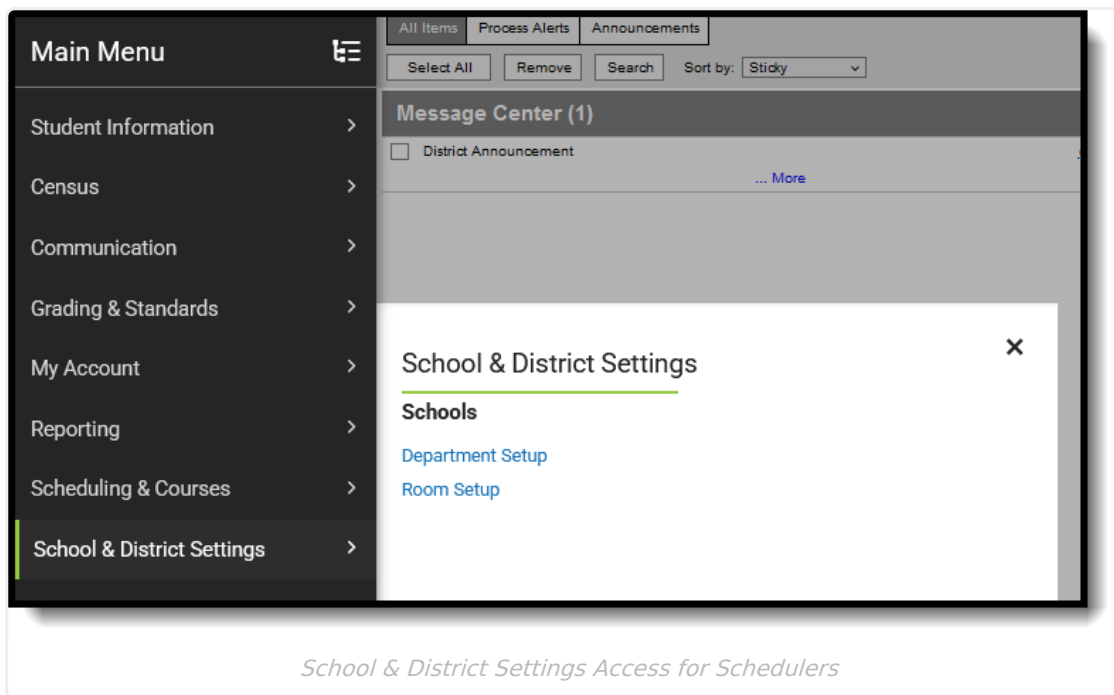 Main Menu
Student Information
Census
Communication
Grading & Standards
My Account
Reporting
Scheduling & Courses
School & District Settings
All Items Process Alerts Announcements
Select All Remove Search Sort by: Sticky
Message Center (1)
District Announcement
... More
School & District Settings
Schools
Department Setup
Room Setup
School & District Settings Access for Schedulers